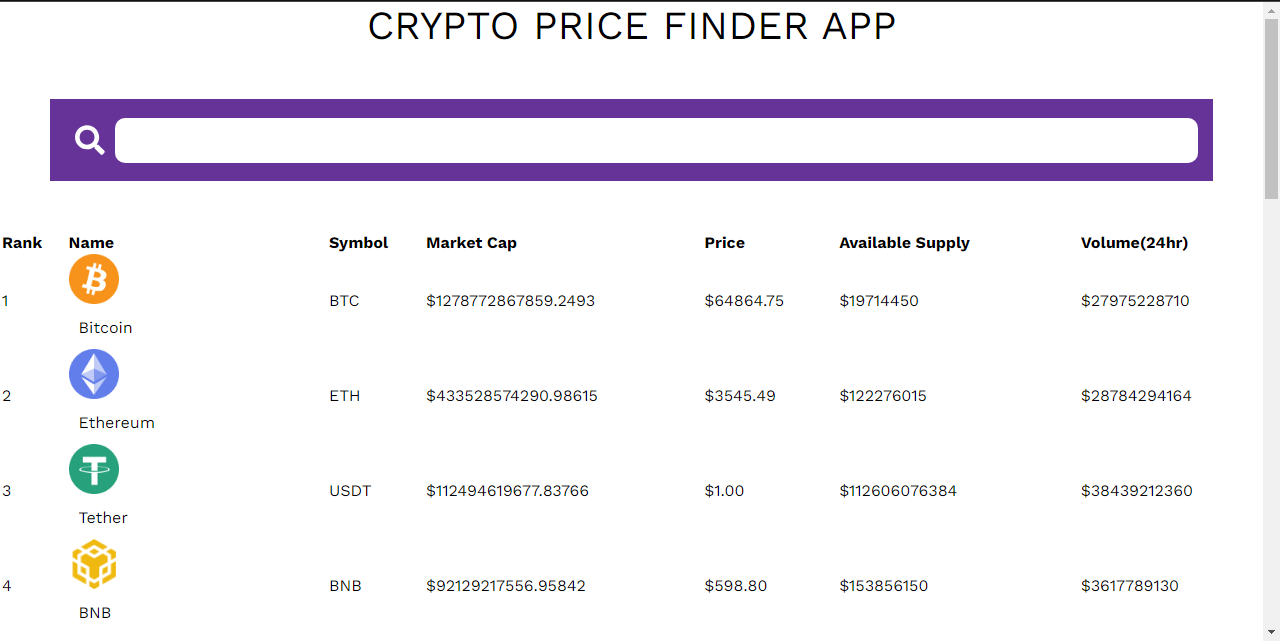 CRYPTO PRICE FINDER APP
Rank Name Symbol Market Cap Price Available Supply Volume(24hr)
1 Bitcoin BTC $1278772867859.2493 $64864.75 $19714450 $27975228710
2 Ethereum ETH $433528574290.98615 $3545.49 $122276015 $28784294164
3 Tether USDT $112494619677.83766 $1.00 $112606076384 $38439212360
4 BNB BNB $92129217556.95842 $598.80 $153856150 $3617789130